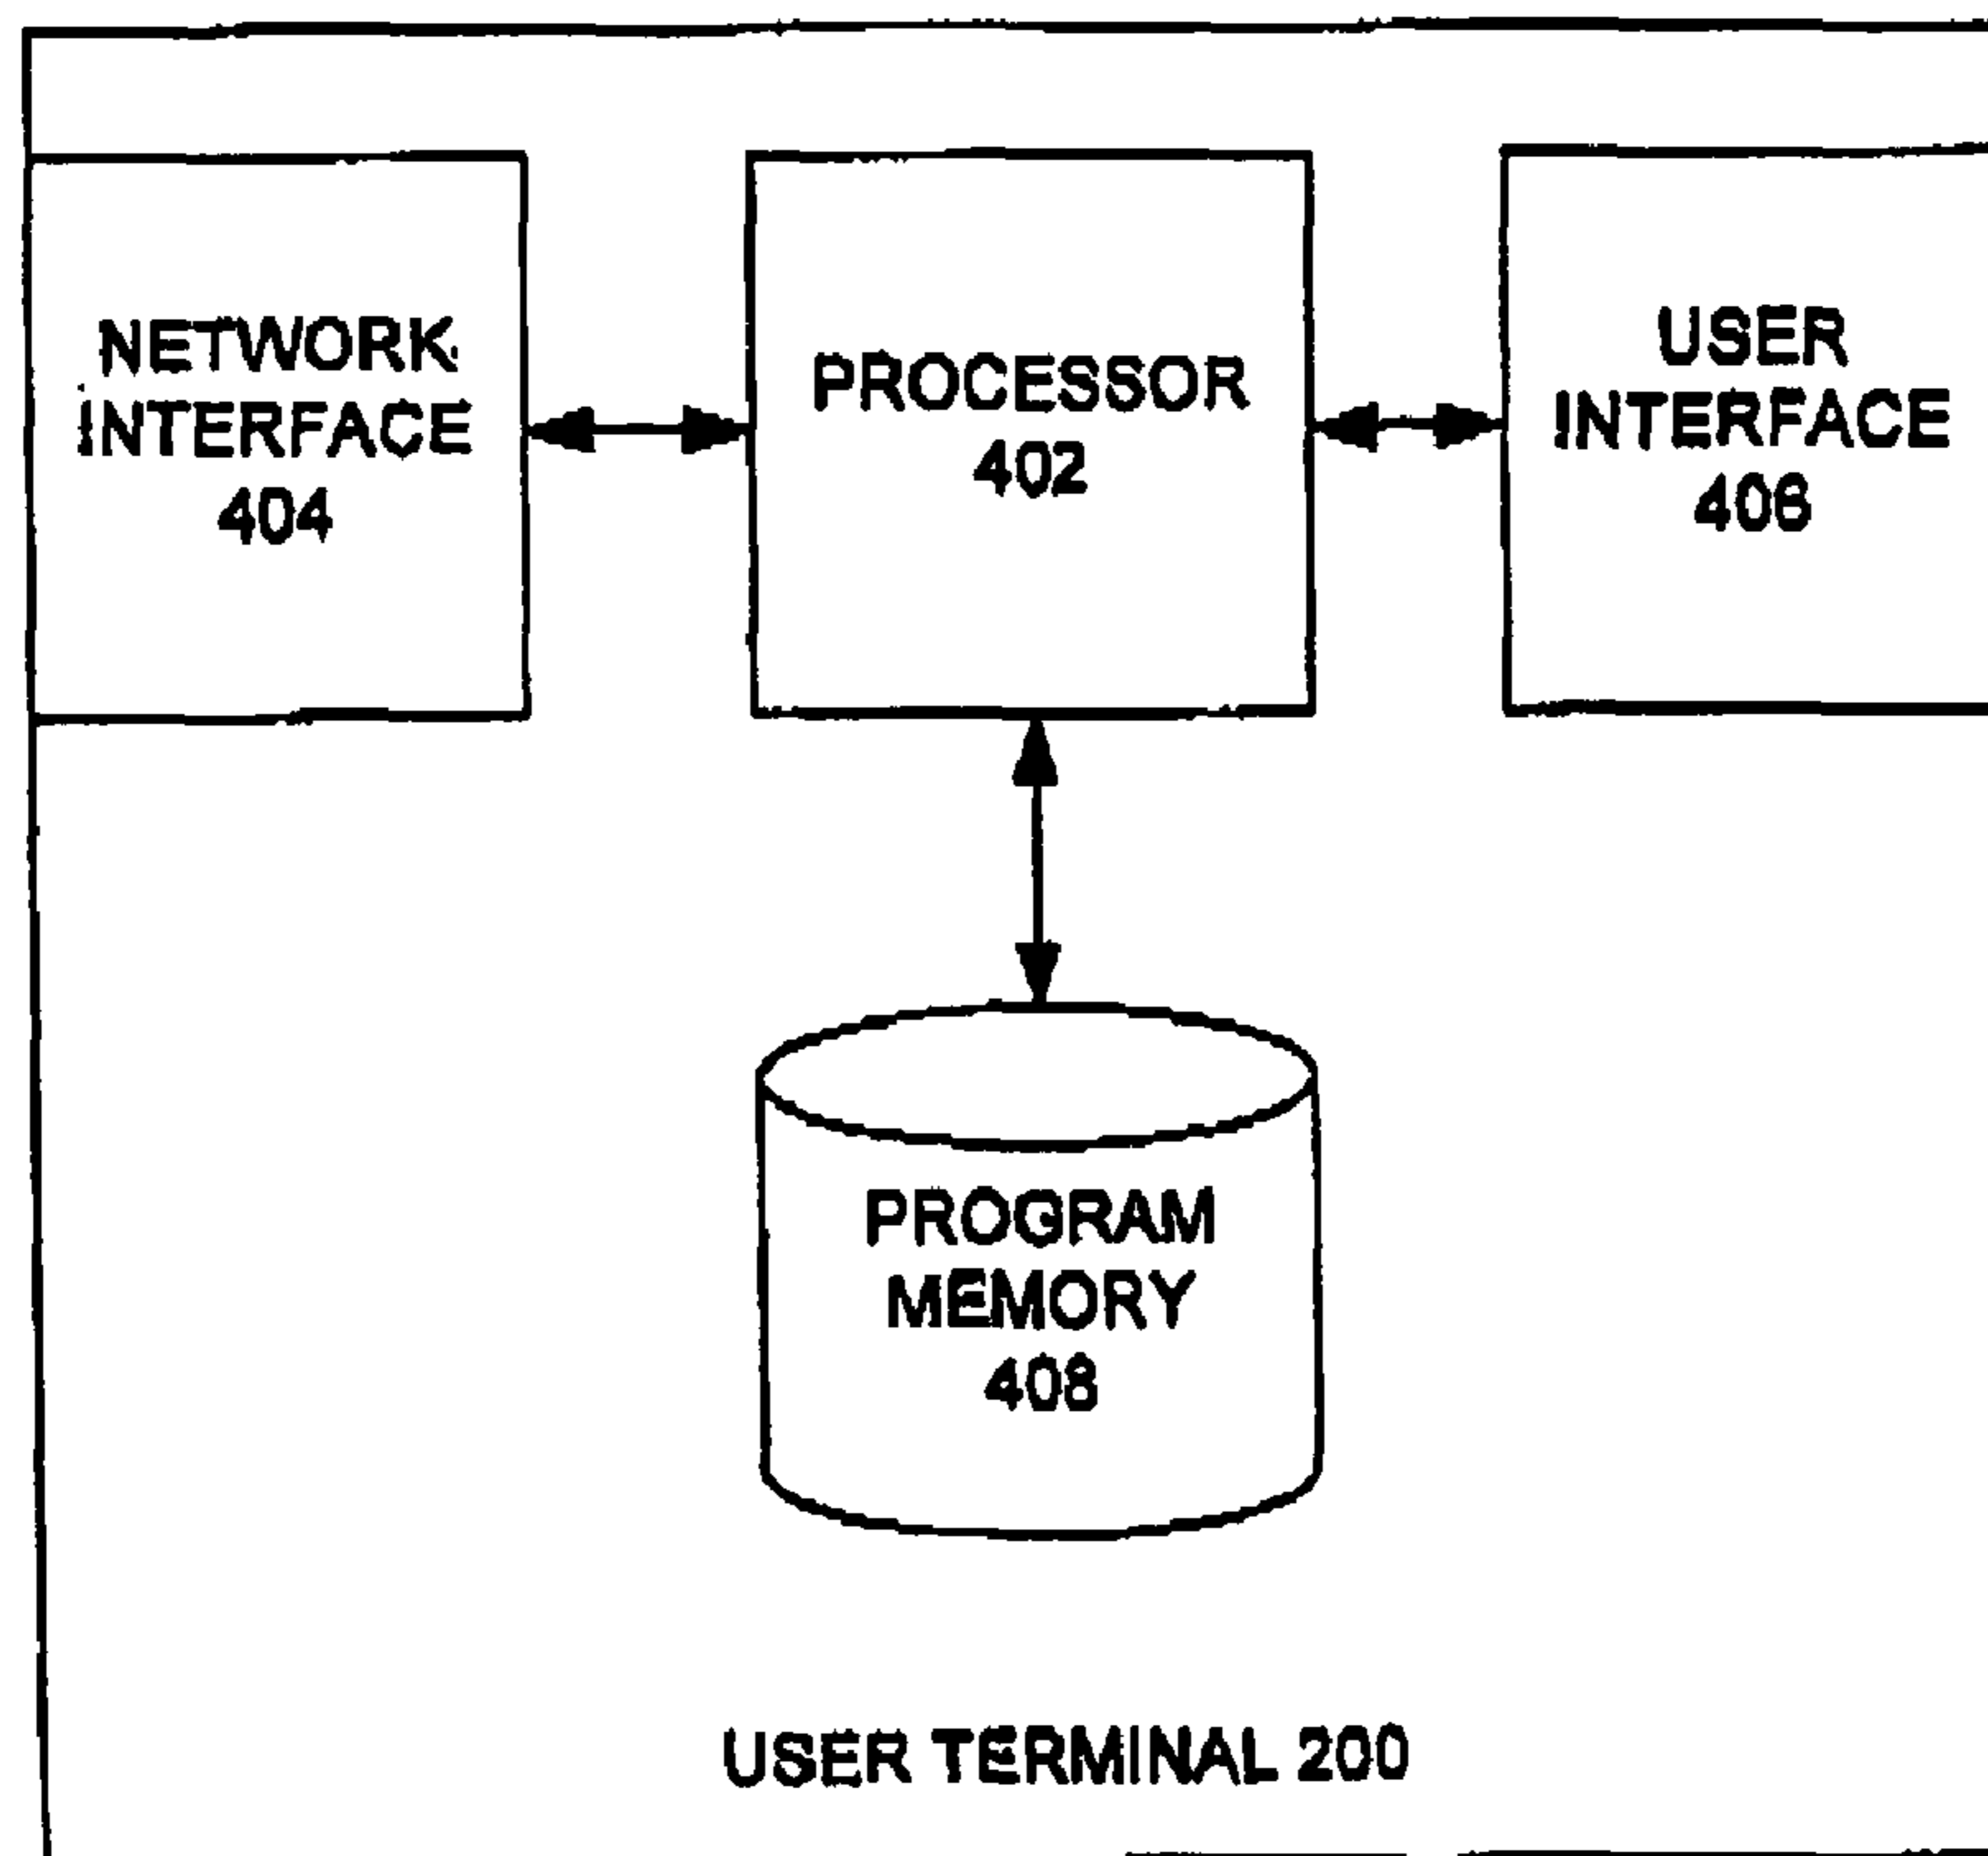 NETWORK
INTERFACE
404
PROCESSOR
402
USER
INTERFACE
406
PROGRAM
MEMORY
408
USER TERMINAL 200